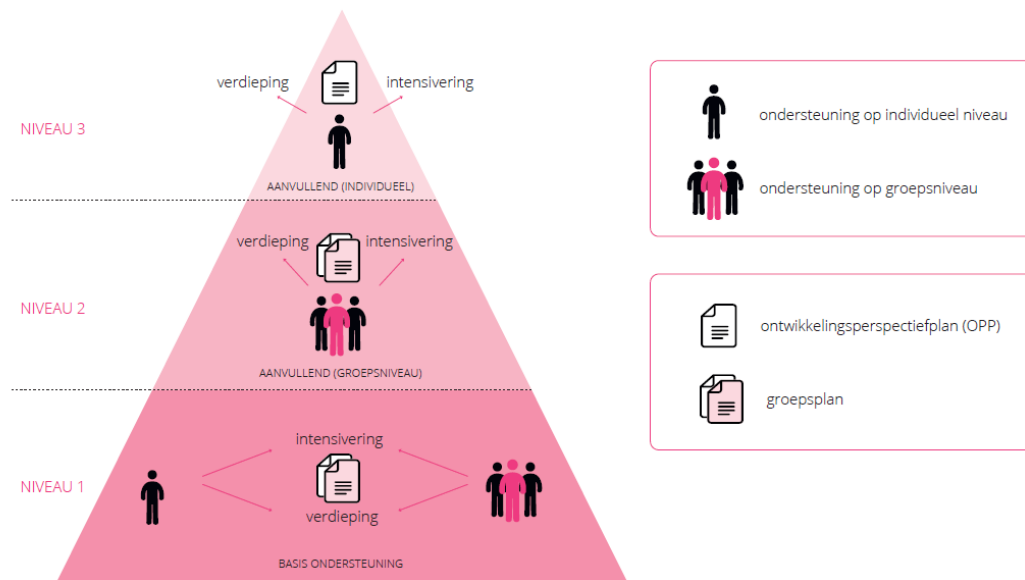 verdieping
intensivering
NIVEAU 3
AANVULLEND (INDIVIDUEEL)
verdieping
intensivering
NIVEAU 2
AANVULLEND (GROEPSNIVEAU)
intensivering
NIVEAU 1
verdieping
BASIS ONDERSTEUNING
ondersteuning op individueel niveau
ondersteuning op groepsniveau
ontwikkelingsperspectiefplan (OPP)
groepsplan